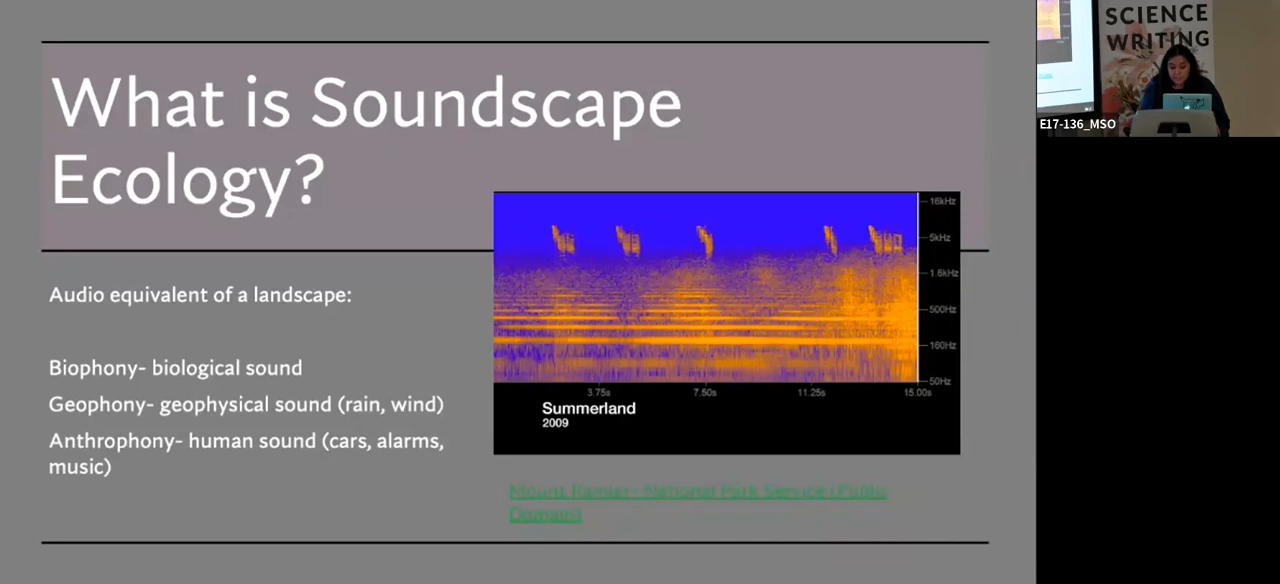 What is Soundscape
Ecology?
Audio equivalent of a landscape:
Biophony- biological sound
Geophony- geophysical sound (rain, wind)
Anthrophony- human sound (cars, alarms,
music)
16kHz
5kHz
1.6kHz
500Hz
160Hz
50Hz
3.75s 7.50s 11.25s 15.00s
Summerland
2009
Mount Rainier- National Park Service (Public
Domain)
SCIENCE
WRITING
E17-136_MSO